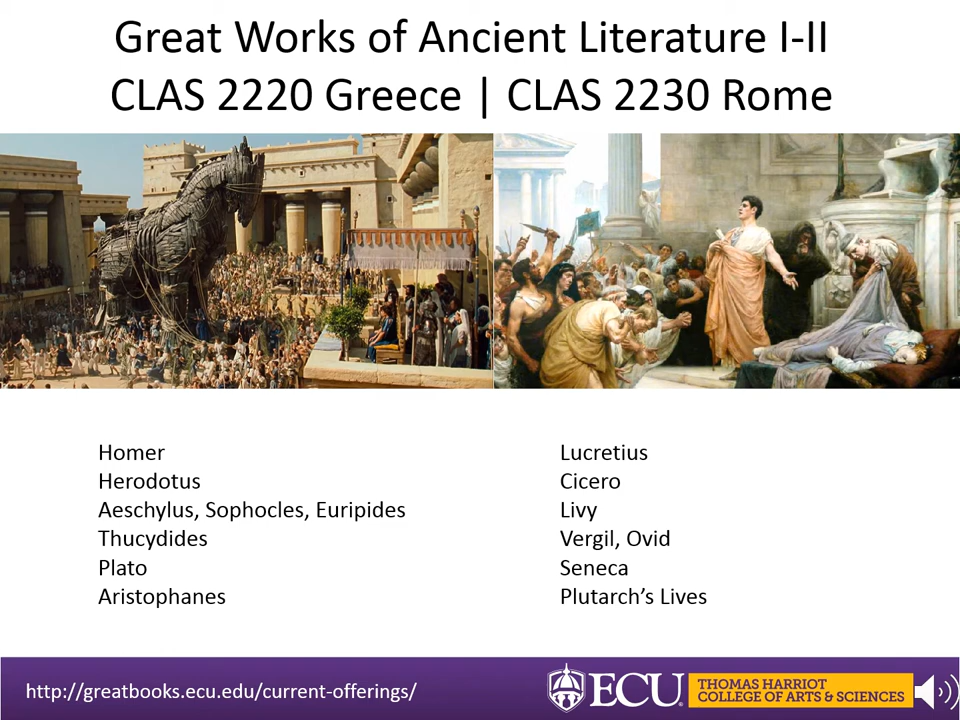 Great Works of Ancient Literature I-II
CLAS 2220 Greece | CLAS 2230 Rome
Homer
Herodotus
Aeschylus, Sophocles, Euripides
Thucydides
Plato
Aristophanes
Lucretius
Cicero
Livy
Vergil, Ovid
Seneca
Plutarch’s Lives
http://greatbooks.ecu.edu/current-offerings/
ECU
THOMAS HARRIOT
COLLEGE OF ARTS & SCIENCES